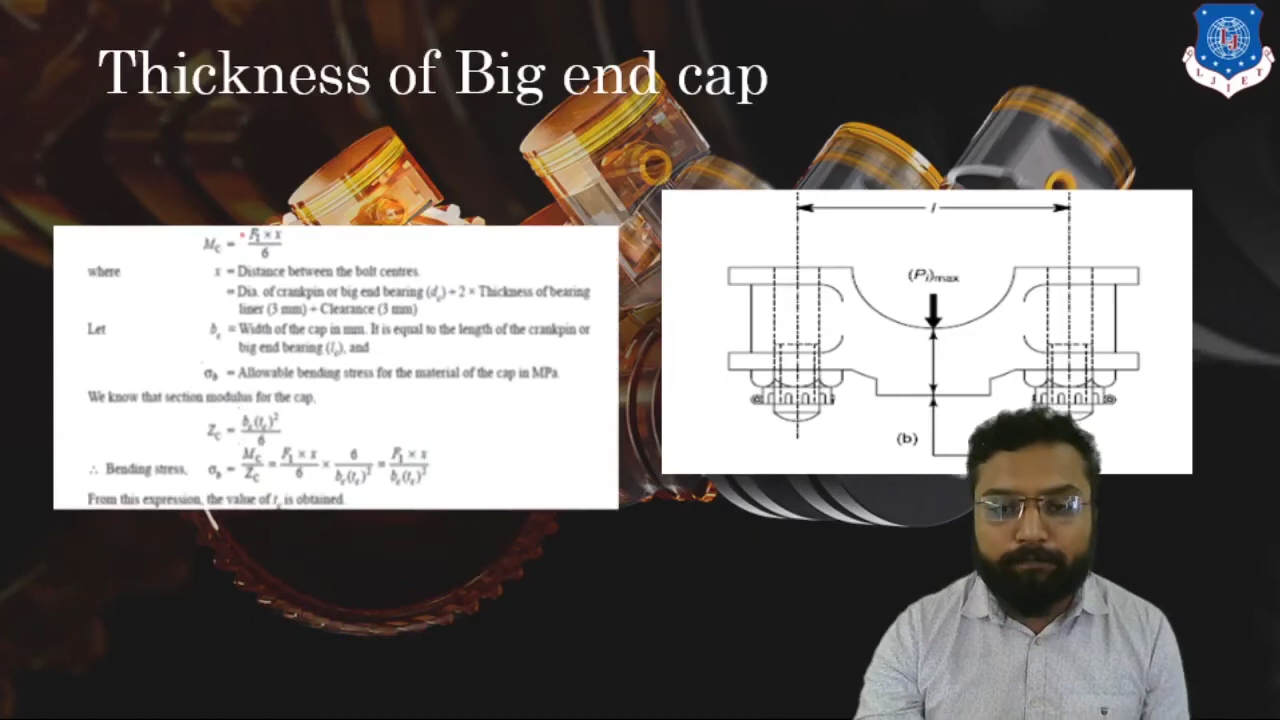 Thickness of Big end cap
L J I E T
M_C = F_I × x / 6
where x = Distance between the bolt centres.
= Dia. of crankpin or big end bearing (d_c) + 2 × Thickness of bearing
liner (3 mm) + Clearance (3 mm)
Let b_c = Width of the cap in mm. It is equal to the length of the crankpin or
big end bearing (l_c), and
σ_b = Allowable bending stress for the material of the cap in MPa.
We know that section modulus for the cap,
Z_C = b_c (t_c)² / 6
∴ Bending stress, σ_b = M_C / Z_C = F_I × x / 6 × 6 / b_c (t_c)² = F_I × x / b_c (t_c)²
From this expression, the value of t_c is obtained.
l
(P_i)max
(b)